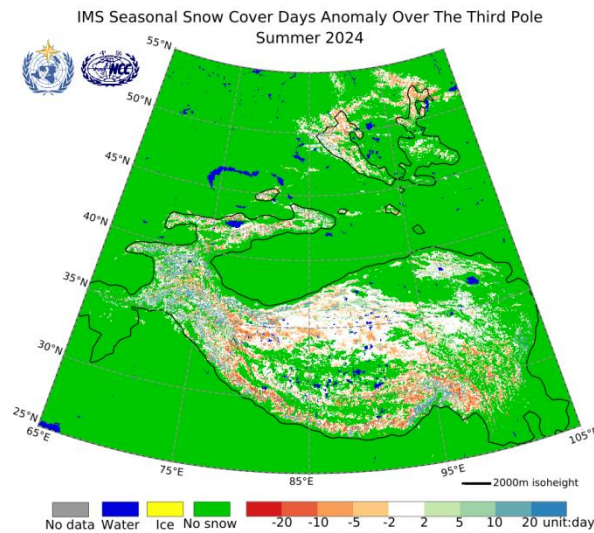 IMS Seasonal Snow Cover Days Anomaly Over The Third Pole
Summer 2024
NCC
55°N
50°N
45°N
40°N
35°N
30°N
25°N
65°E
75°E
85°E
95°E
105°E
2000m isoheight
No data
Water
Ice
No snow
-20 -10 -5 -2 2 5 10 20 unit:day